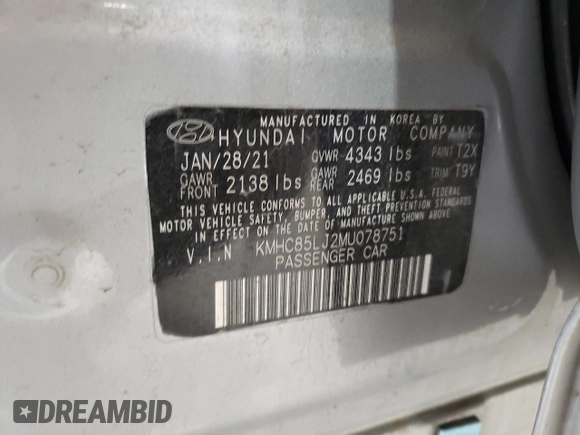 MANUFACTURED IN KOREA BY
HYUNDAI MOTOR COMPANY
JAN/28/21 GVWR 4343 lbs PAINT T2X
GAWR FRONT 2138 lbs GAWR REAR 2469 lbs TRIM T9Y
THIS VEHICLE CONFORMS TO ALL APPLICABLE U.S.A. FEDERAL
MOTOR VEHICLE SAFETY, BUMPER, AND THEFT PREVENTION STANDARDS
IN EFFECT ON THE DATE OF MANUFACTURE SHOWN ABOVE.
V.I.N KMHC85LJ2MU078751
PASSENGER CAR
DREAMBID